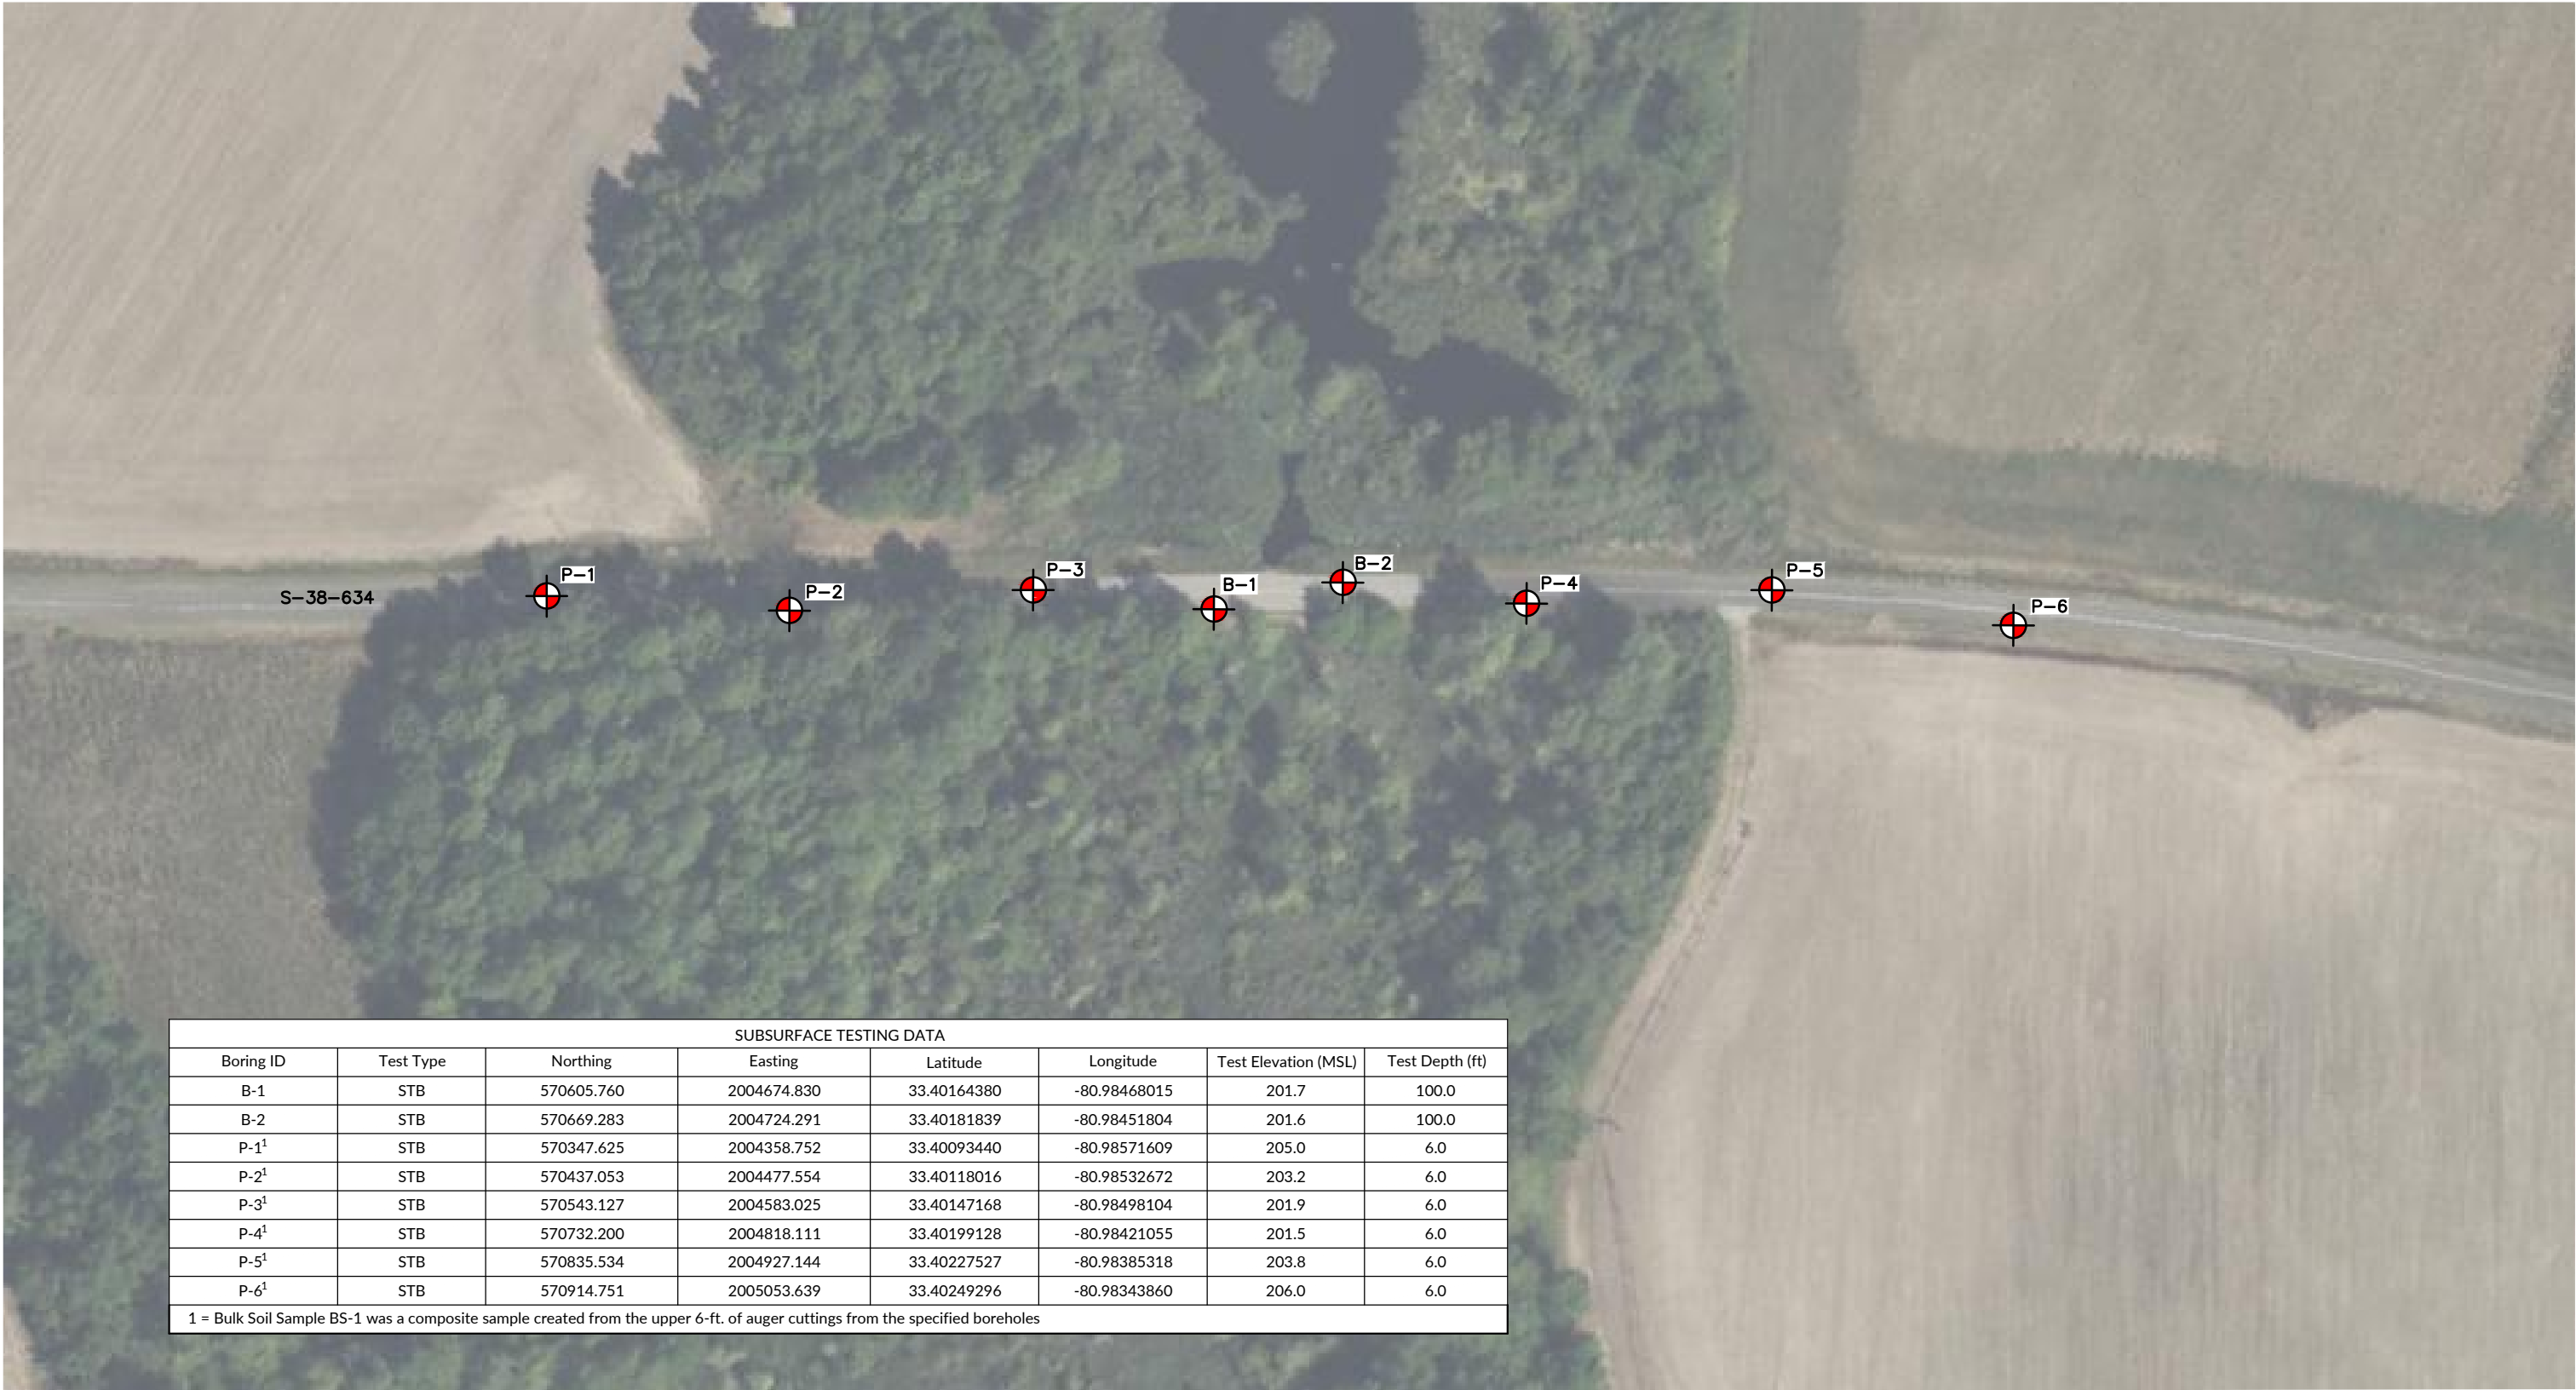 B-2
P-3
P-5
P-1
P-4
B-1
P-2
S-38-634
P-6
SUBSURFACE TESTING DATA
Boring ID Test Type Northing Easting Latitude Longitude Test Elevation (MSL) Test Depth (ft)
B-1 STB 570605.760 2004674.830 33.40164380 -80.98468015 201.7 100.0
B-2 STB 570669.283 2004724.291 33.40181839 -80.98451804 201.6 100.0
P-1¹ STB 570347.625 2004358.752 33.40093440 -80.98571609 205.0 6.0
P-2¹ STB 570437.053 2004477.554 33.40118016 -80.98532672 203.2 6.0
P-3¹ STB 570543.127 2004583.025 33.40147168 -80.98498104 201.9 6.0
P-4¹ STB 570732.200 2004818.111 33.40199128 -80.98421055 201.5 6.0
P-5¹ STB 570835.534 2004927.144 33.40227527 -80.98385318 203.8 6.0
P-6¹ STB 570914.751 2005053.639 33.40249296 -80.98343860 206.0 6.0
1 = Bulk Soil Sample BS-1 was a composite sample created from the upper 6-ft. of auger cuttings from the specified boreholes